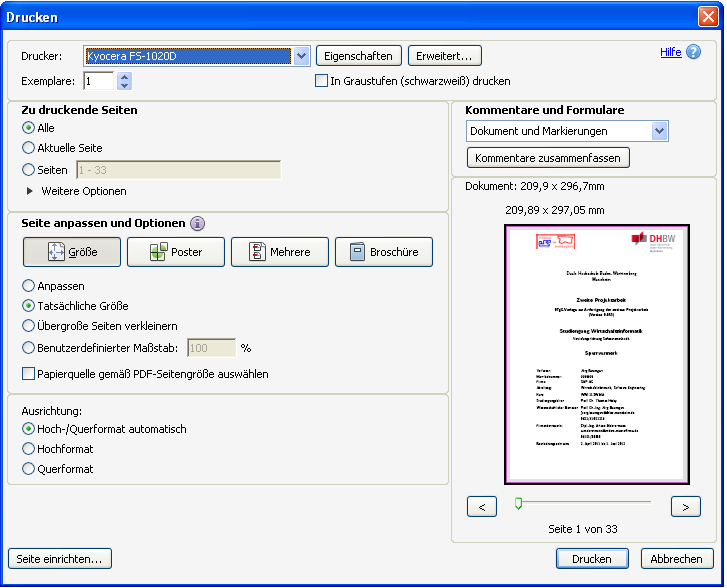 Drucken
Drucker: Kyocera FS-1020D Eigenschaften Erweitert... Hilfe ?
Exemplare: 1 In Graustufen (schwarzweiß) drucken
Zu druckende Seiten
Alle
Aktuelle Seite
Seiten 1 - 33
Weitere Optionen
Seite anpassen und Optionen i
Größe Poster Mehrere Broschüre
Anpassen
Tatsächliche Größe
Übergroße Seiten verkleinern
Benutzerdefinierter Maßstab: 100 %
Papierquelle gemäß PDF-Seitengröße auswählen
Ausrichtung:
Hoch-/Querformat automatisch
Hochformat
Querformat
Kommentare und Formulare
Dokument und Markierungen
Kommentare zusammenfassen
Dokument: 209,9 x 296,7mm
209,89 x 297,05 mm
DHBW
Duale Hochschule Baden-Württemberg
Mannheim
Zweite Projektarbeit
Studiengang Wirtschaftsinformatik
Sperrvermerk
< >
Seite 1 von 33
Seite einrichten... Drucken Abbrechen